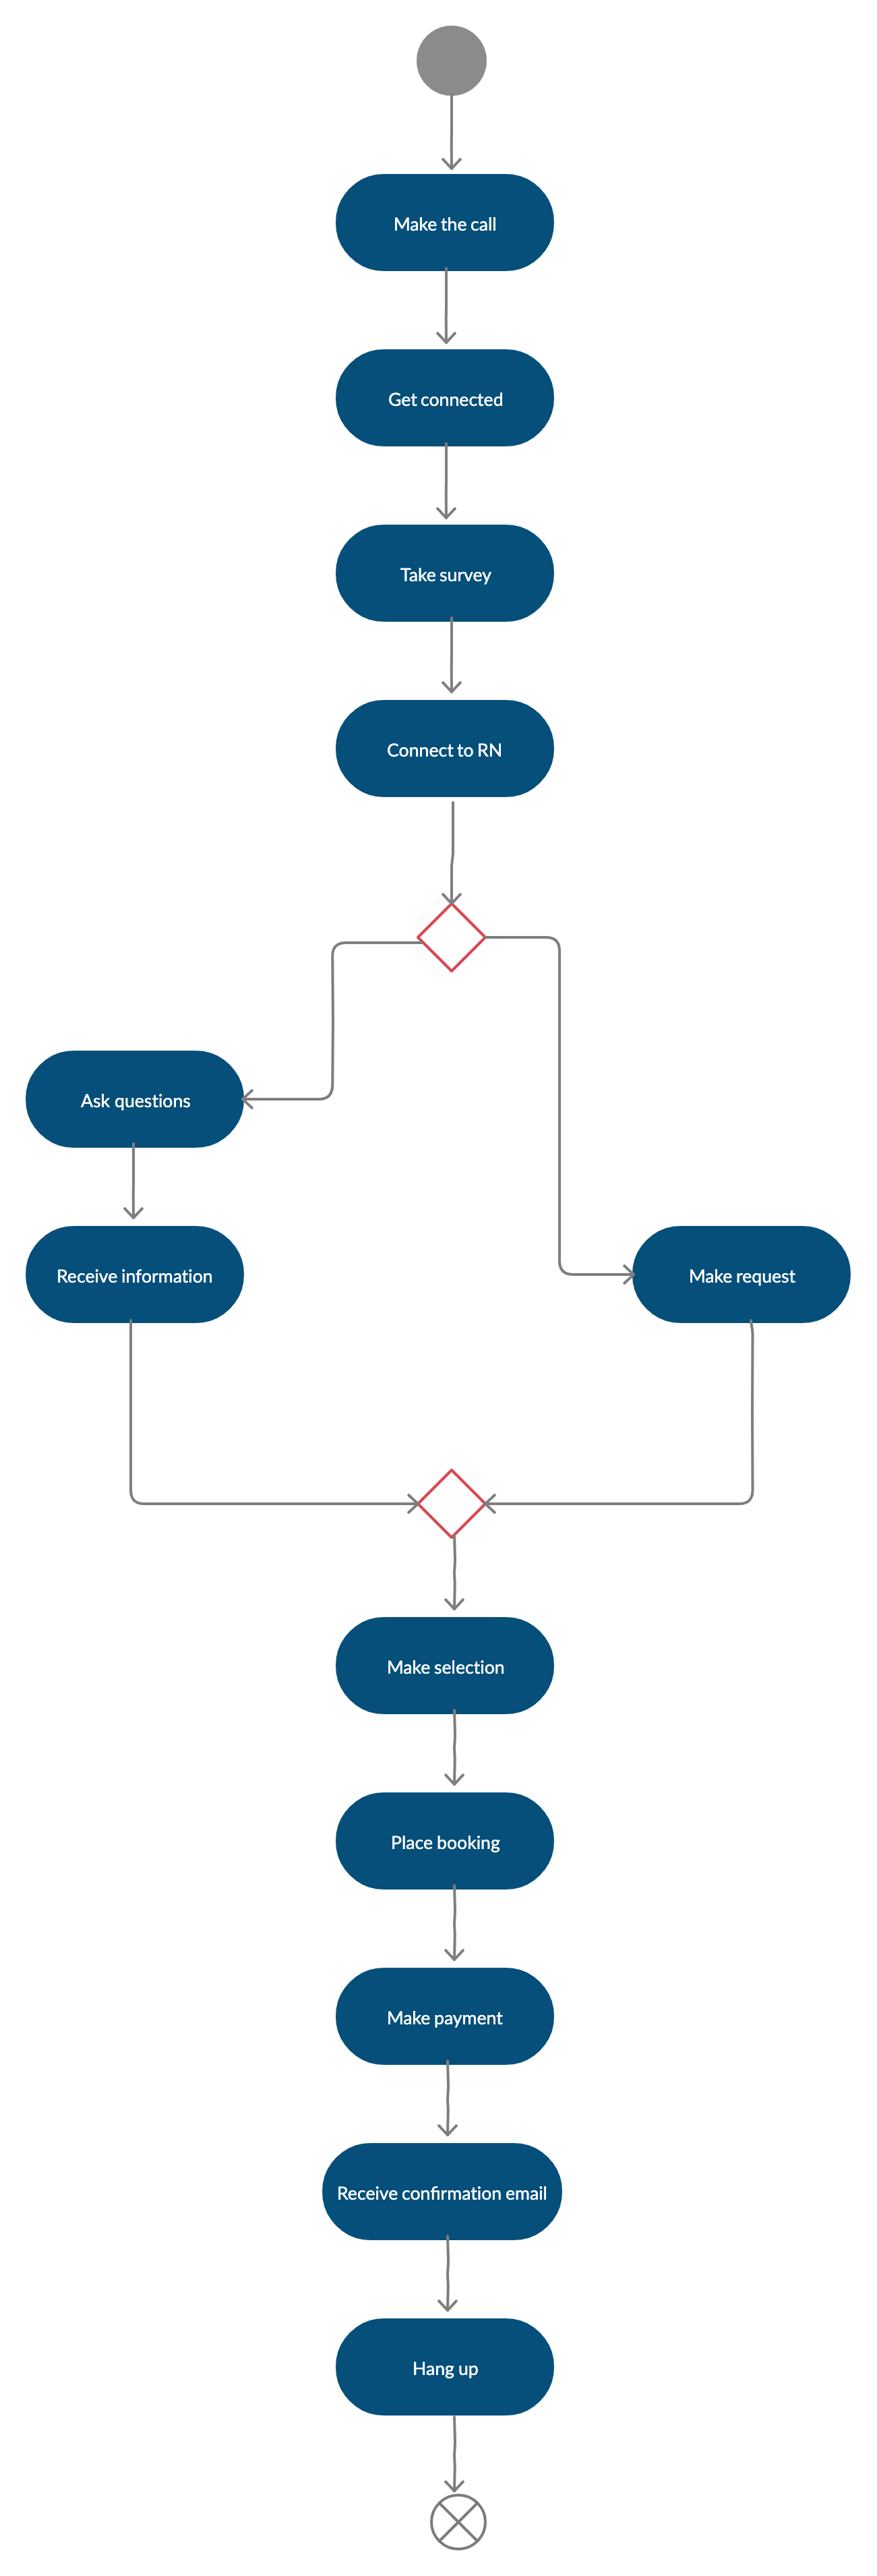 Make the call
Get connected
Take survey
Connect to RN
Ask questions
Receive information
Make request
Make selection
Place booking
Make payment
Receive confirmation email
Hang up